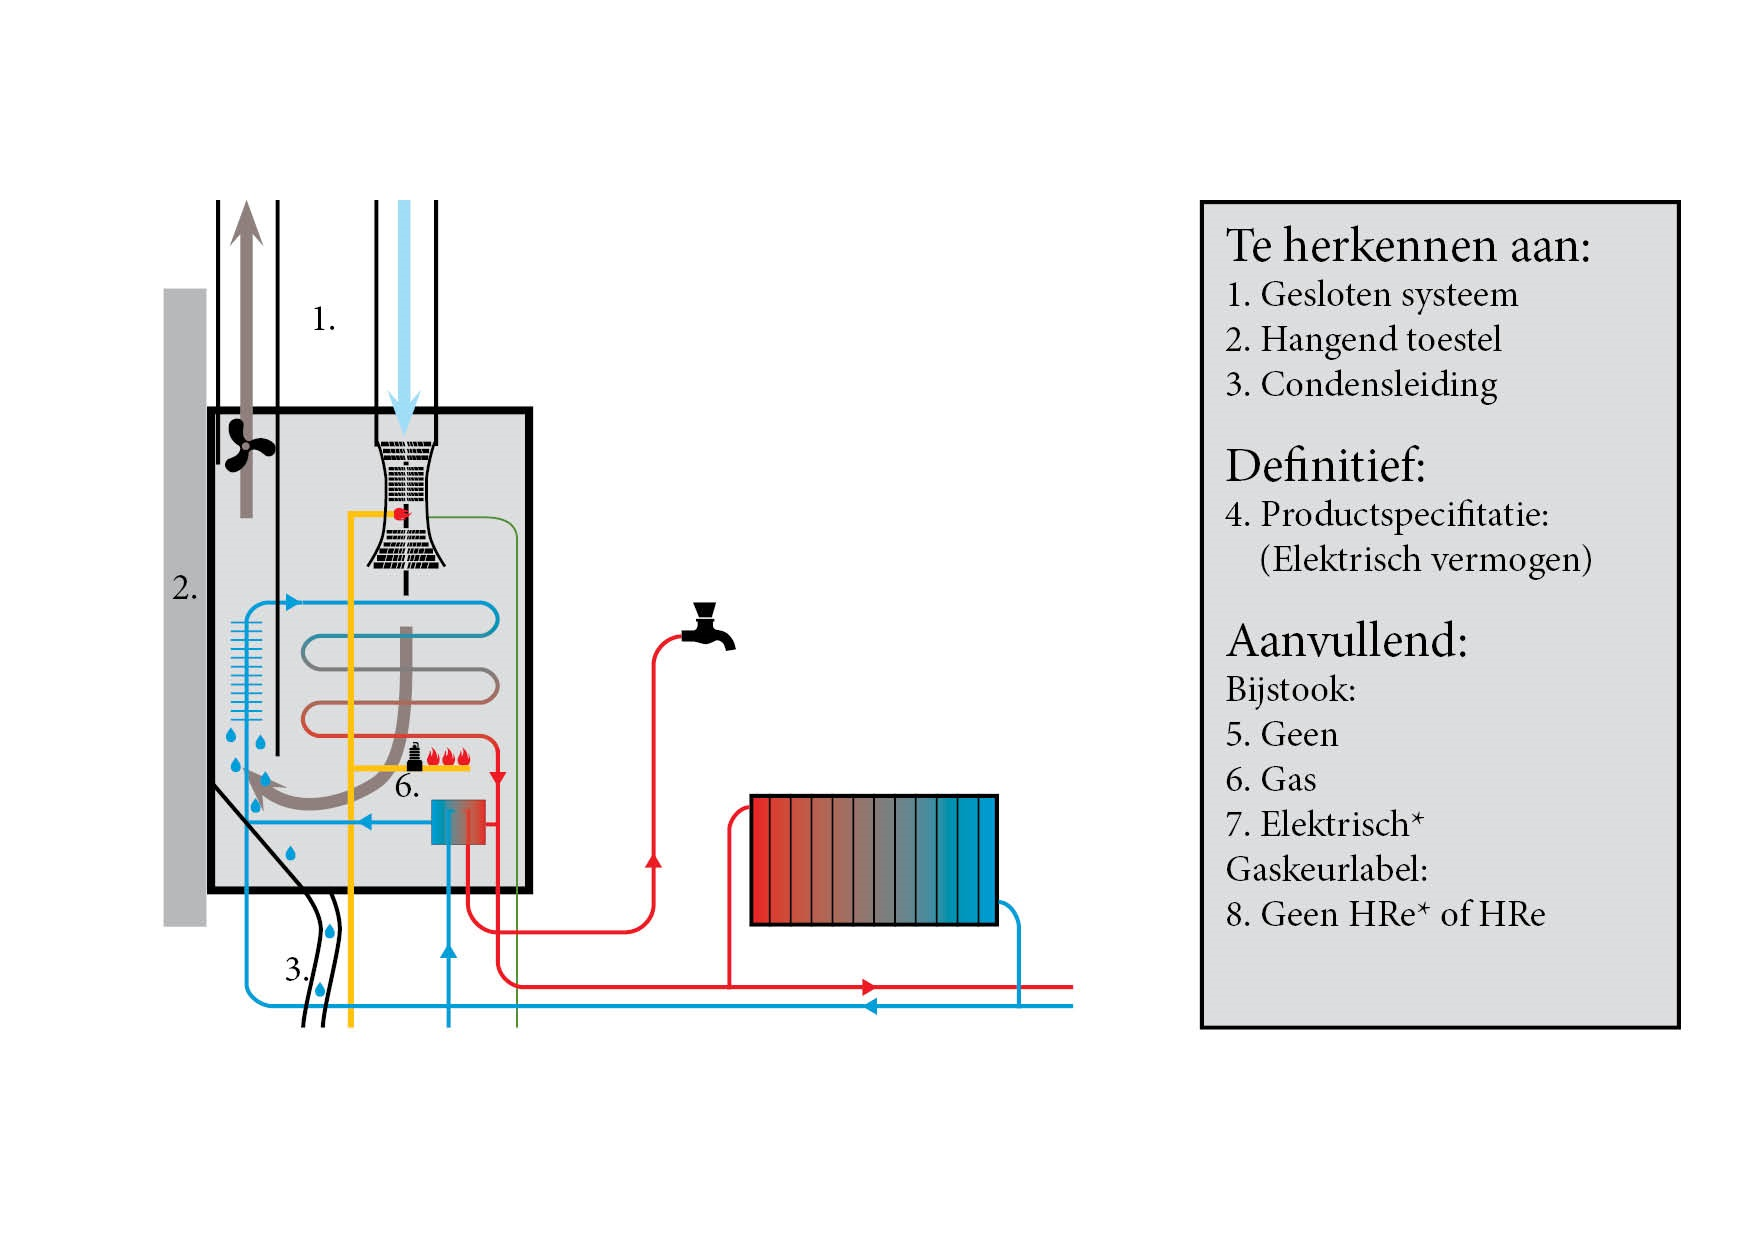 1.
2.
6.
3.
Te herkennen aan:
1. Gesloten systeem
2. Hangend toestel
3. Condensleiding
Definitief:
4. Productspecifitatie:
(Elektrisch vermogen)
Aanvullend:
Bijstook:
5. Geen
6. Gas
7. Elektrisch*
Gaskeurlabel:
8. Geen HRe* of HRe